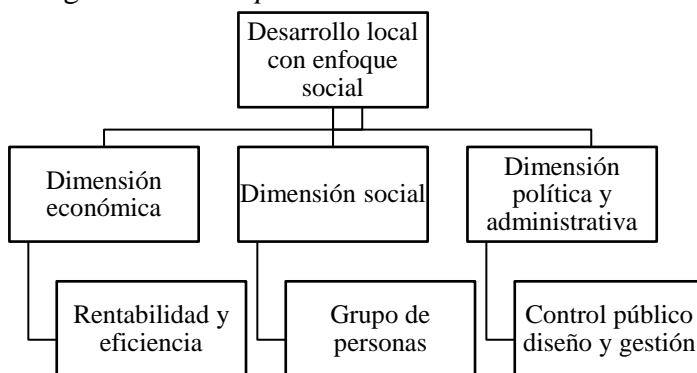 Desarrollo local
con enfoque
social
Dimensión
económica
Dimensión social
Dimensión
política y
administrativa
Rentabilidad y
eficiencia
Grupo de
personas
Control público
diseño y gestión